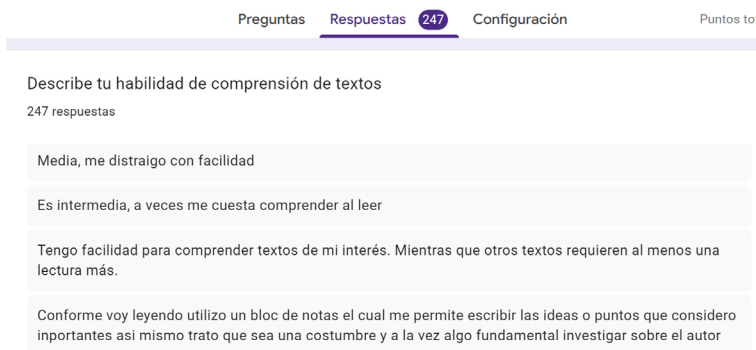 Preguntas Respuestas 247 Configuración Puntos to
Describe tu habilidad de comprensión de textos
247 respuestas
Media, me distraigo con facilidad
Es intermedia, a veces me cuesta comprender al leer
Tengo facilidad para comprender textos de mi interés. Mientras que otros textos requieren al menos una
lectura más.
Conforme voy leyendo utilizo un bloc de notas el cual me permite escribir las ideas o puntos que considero
inportantes asi mismo trato que sea una costumbre y a la vez algo fundamental investigar sobre el autor